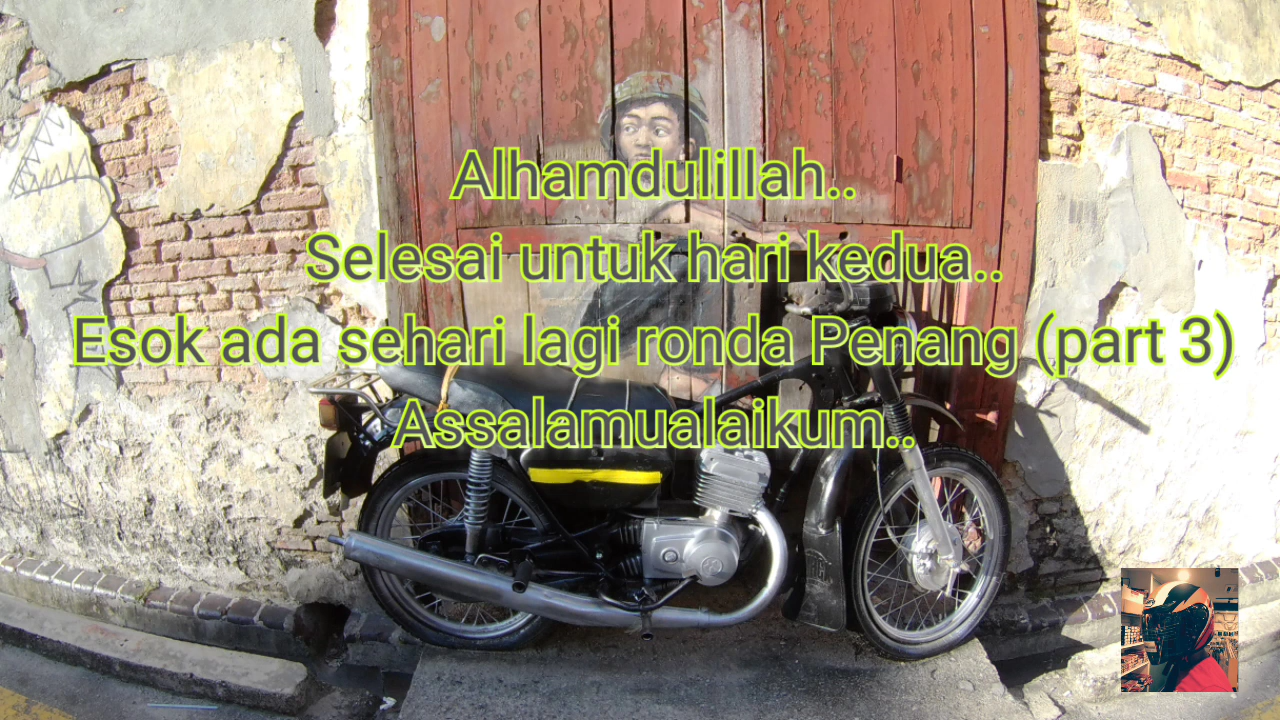 Alhamdulillah..
Selesai untuk hari kedua..
Esok ada sehari lagi ronda Penang (part 3)
Assalamualaikum..